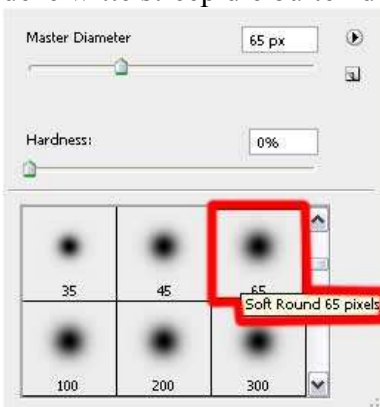 Master Diameter 65 px
Hardness: 0%
35 45 65
Soft Round 65 pixels
100 200 300